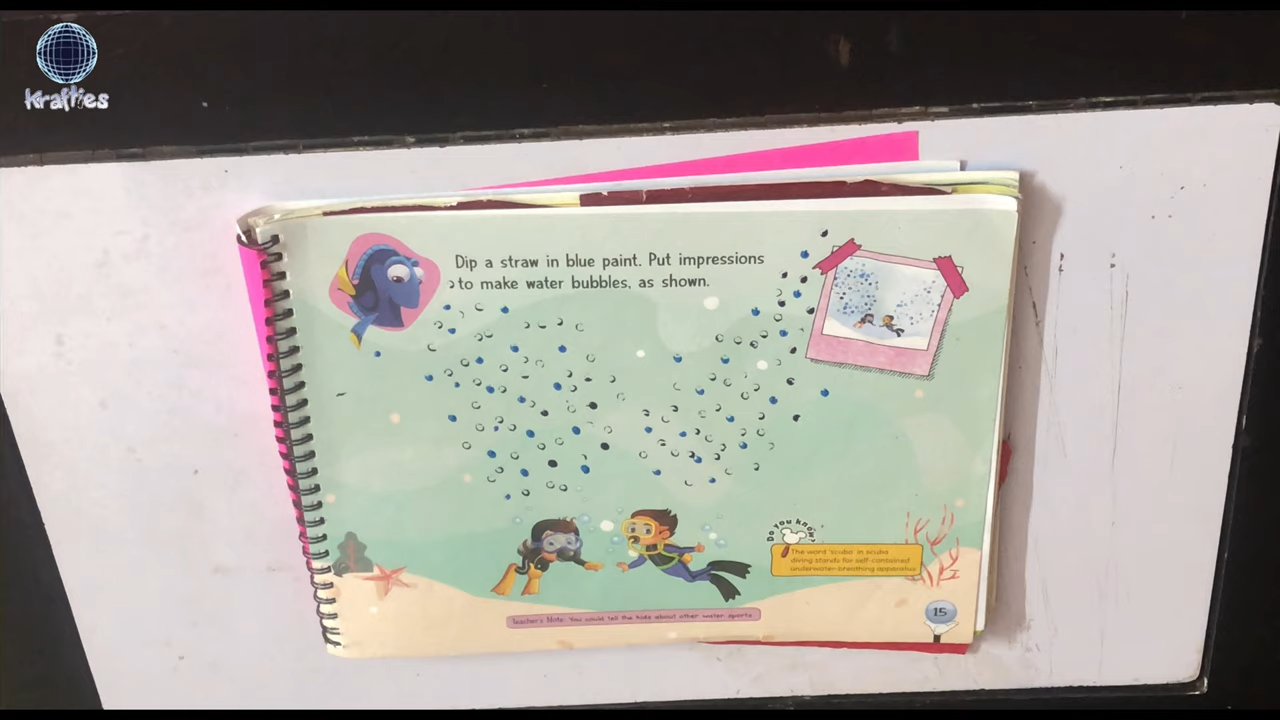 Krafties
Dip a straw in blue paint. Put impressions
to make water bubbles, as shown.
Do You Know?
The word 'scuba' in scuba
diving stands for self-contained
underwater-breathing apparatus
15
Teacher's Note: You could tell the kids about other water sports